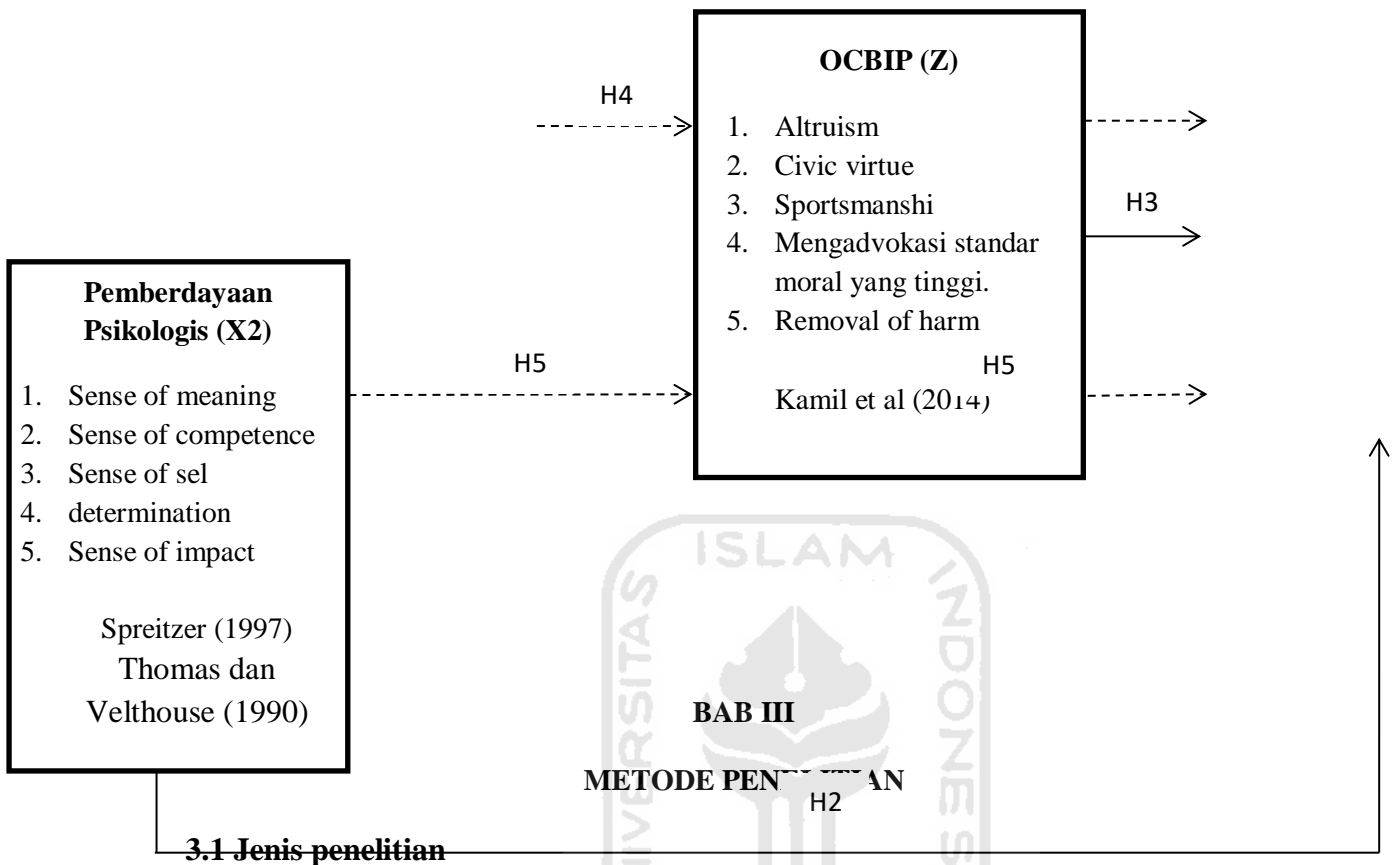 OCBIP (Z)
1. Altruism
2. Civic virtue
3. Sportsmanshi
4. Mengadvokasi standar
moral yang tinggi.
5. Removal of harm
Kamil et al (2014)
H4
H3
H5
H5
Pemberdayaan
Psikologis (X2)
1. Sense of meaning
2. Sense of competence
3. Sense of sel
4. determination
5. Sense of impact
Spreitzer (1997)
Thomas dan
Velthouse (1990)
ISLAM
BAB III
METODE
H2
3.1 Jenis penelitian